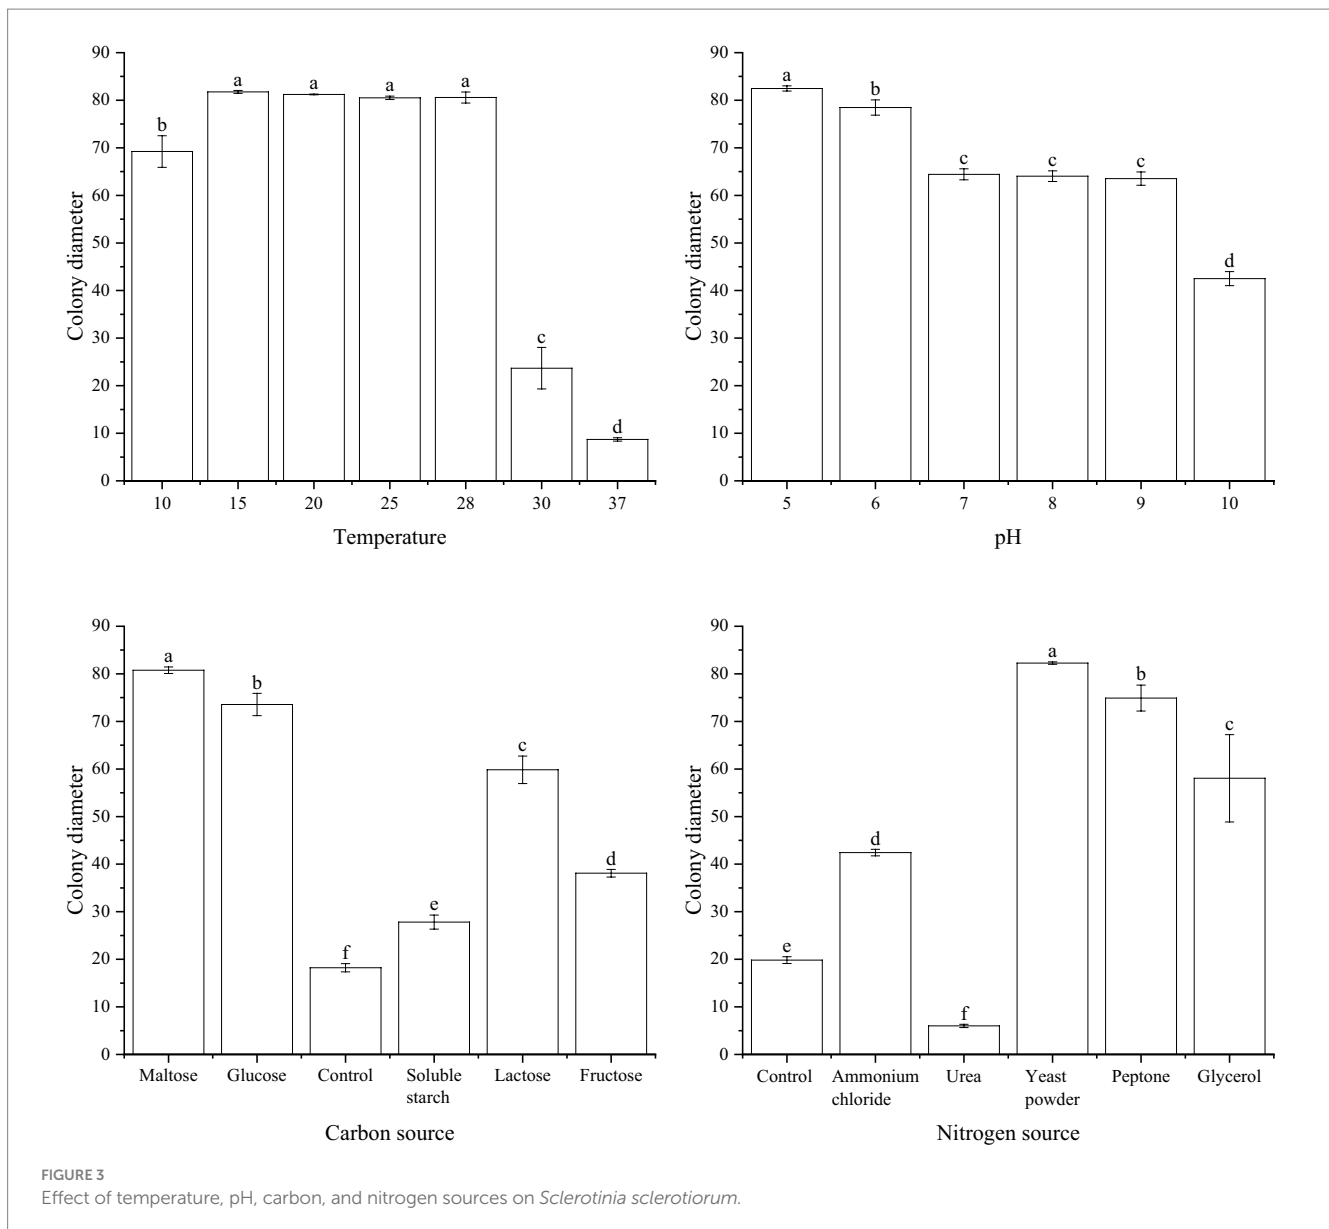 90
80
70
60
50
40
30
20
10
0
Colony diameter
b
a
a
a
a
c
d
10 15 20 25 28 30 37
Temperature
90
80
70
60
50
40
30
20
10
0
Colony diameter
a
b
c
c
c
d
5 6 7 8 9 10
pH
90
80
70
60
50
40
30
20
10
0
Colony diameter
a
b
f
e
c
d
Maltose Glucose Control Soluble Lactose Fructose
starch
Carbon source
90
80
70
60
50
40
30
20
10
0
Colony diameter
e
d
f
a
b
c
Control Ammonium Urea Yeast Peptone Glycerol
chloride powder
Nitrogen source
FIGURE 3
Effect of temperature, pH, carbon, and nitrogen sources on Sclerotinia sclerotiorum.